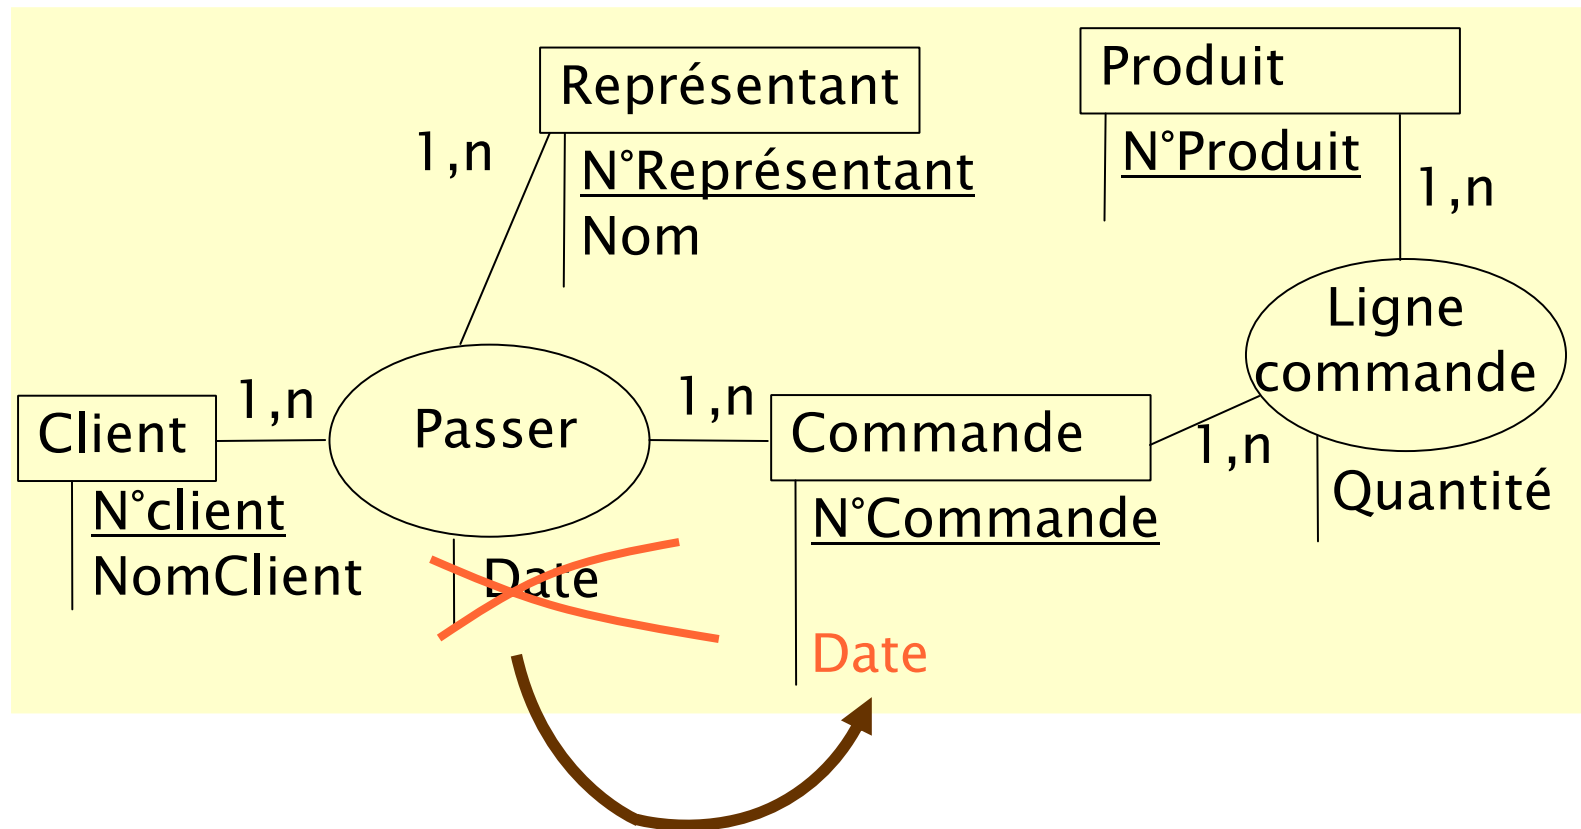 Représentant
N°Représentant
Nom
1,n
Produit
N°Produit
1,n
Ligne
commande
Quantité
1,n
Client
N°client
NomClient
1,n
Passer
Date
1,n
Commande
N°Commande
Date